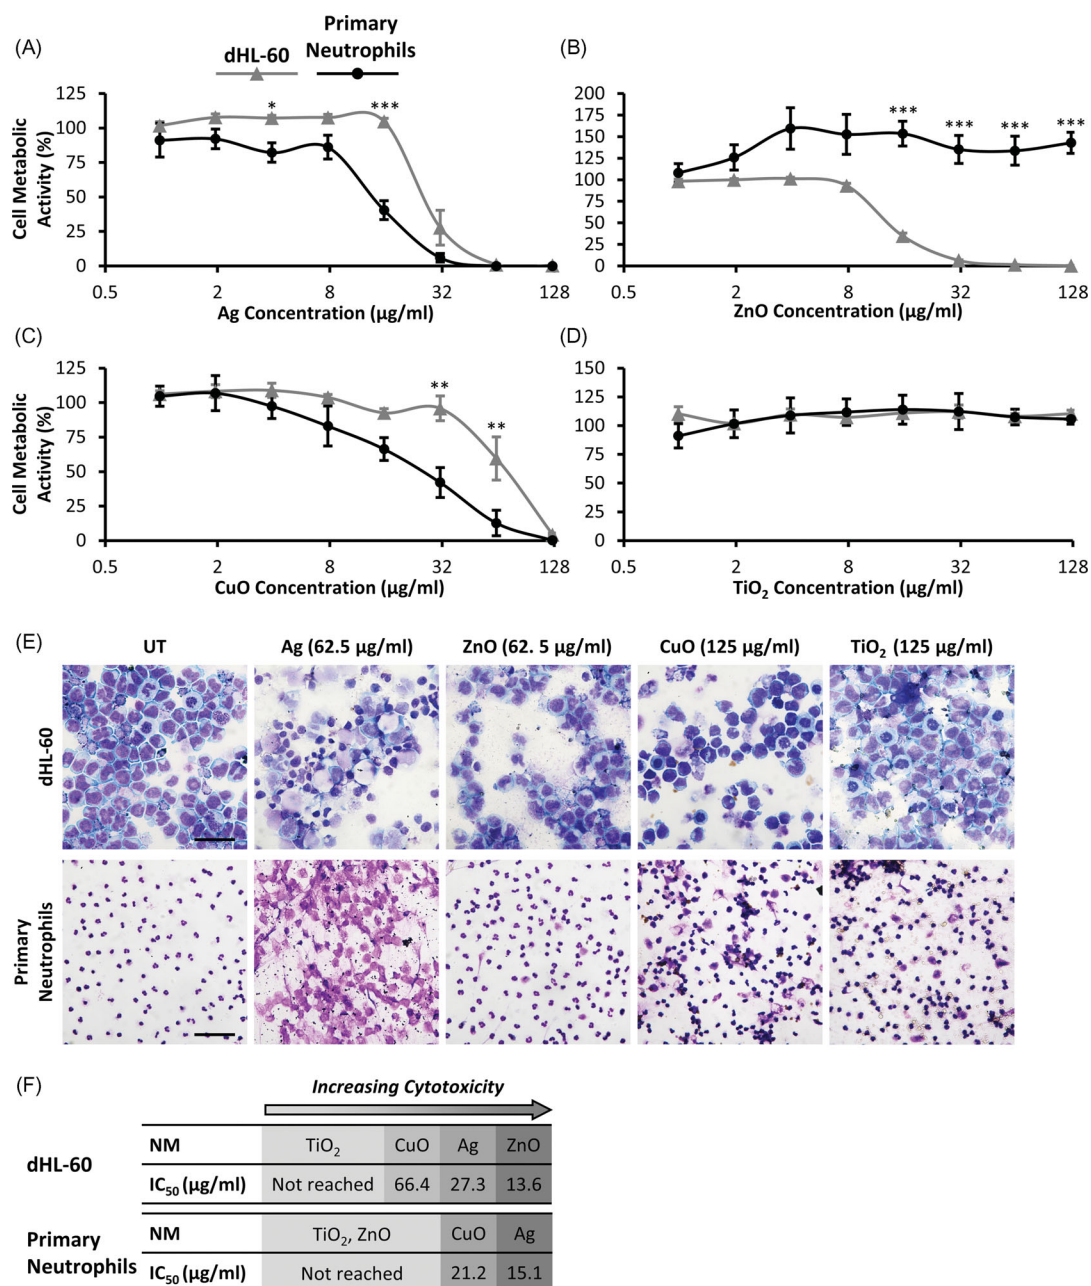 (A)
dHL-60
Primary
Neutrophils
(B)
Cell Metabolic
Activity (%)
125
100
75
50
25
0
*
***
0.5 2 8 32 128
Ag Concentration (µg/ml)
200
175
150
125
100
75
50
25
0
*** *** *** ***
0.5 2 8 32 128
ZnO Concentration (µg/ml)
(C)
Cell Metabolic
Activity (%)
125
100
75
50
25
0
**
**
0.5 2 8 32 128
CuO Concentration (µg/ml)
(D)
150
125
100
75
50
25
0
0.5 2 8 32 128
TiO₂ Concentration (µg/ml)
(E)
UT Ag (62.5 µg/ml) ZnO (62. 5 µg/ml) CuO (125 µg/ml) TiO₂ (125 µg/ml)
dHL-60
Primary
Neutrophils
(F)
Increasing Cytotoxicity
dHL-60
NM TiO₂ CuO Ag ZnO
IC₅₀ (µg/ml) Not reached 66.4 27.3 13.6
Primary
Neutrophils
NM TiO₂, ZnO CuO Ag
IC₅₀ (µg/ml) Not reached 21.2 15.1